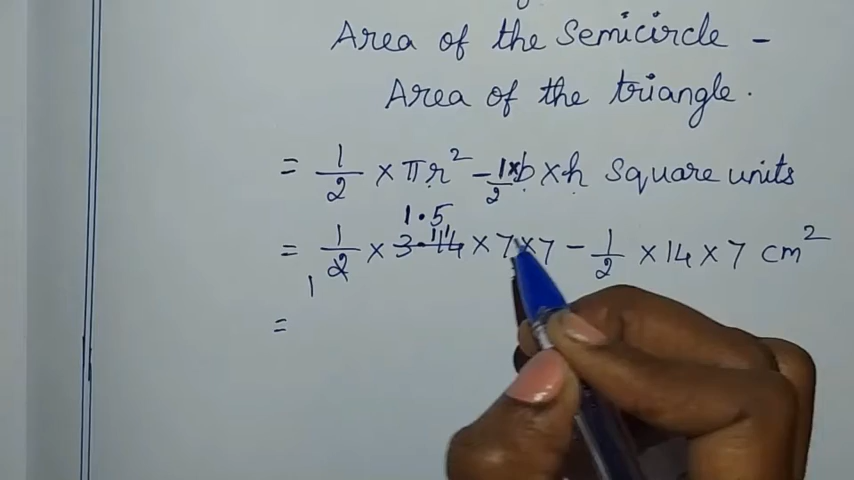 Area of the Semicircle -
Area of the triangle.
= 1/2 × πr² - 1/2 × b × h Square units
1.5
= 1/2 × 3.14 × 7 × 7 - 1/2 × 14 × 7 cm²
1
=